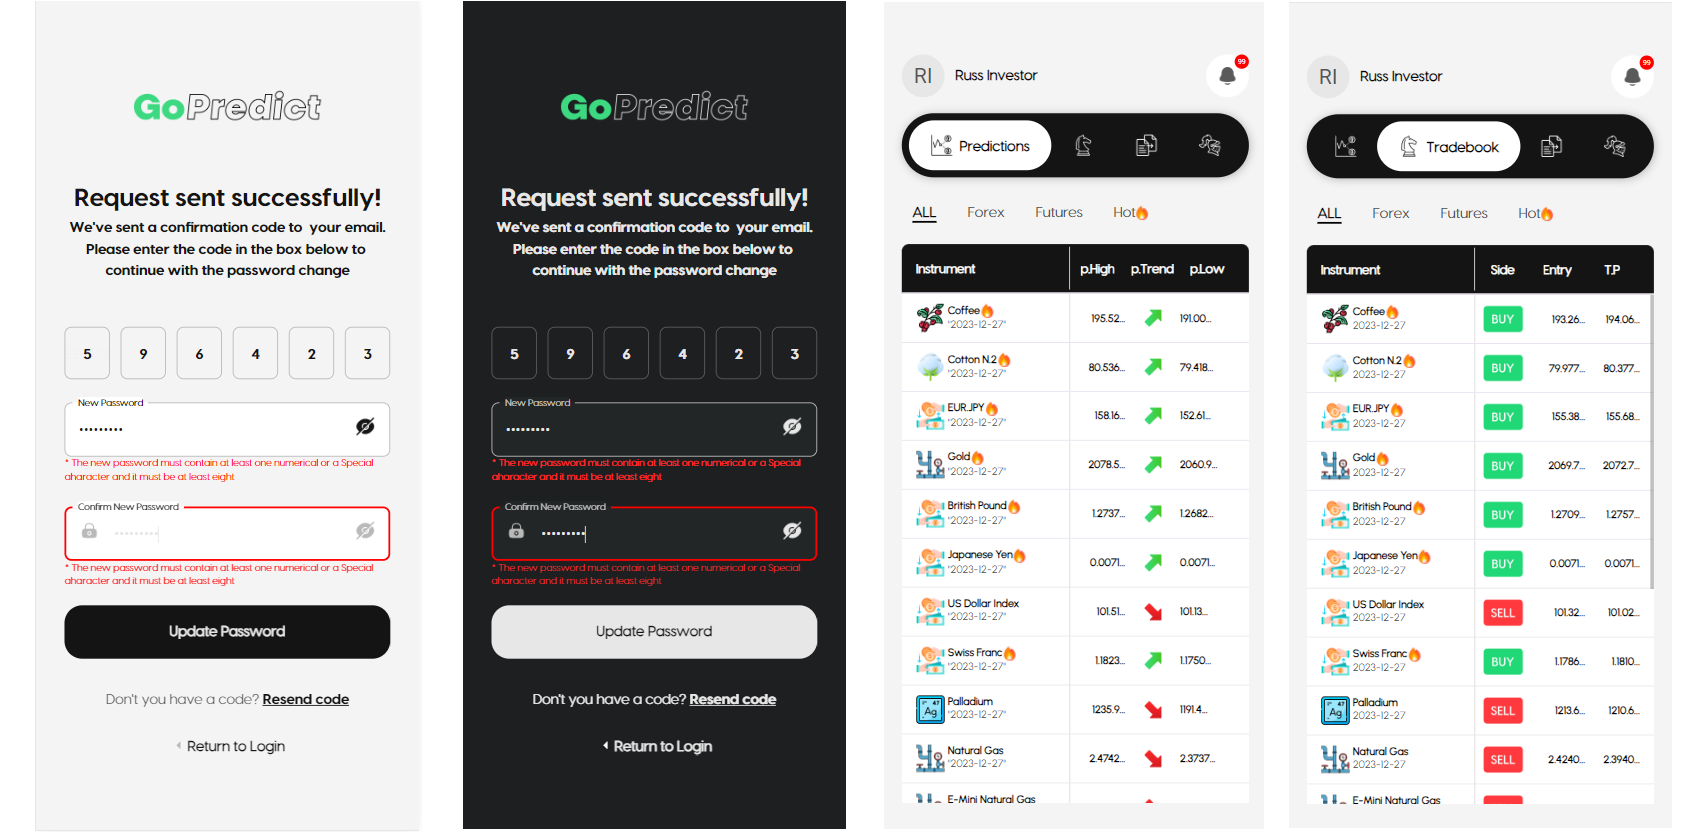 GoPredict
Request sent successfully!
We've sent a confirmation code to your email.
Please enter the code in the box below to
continue with the password change
5 9 6 4 2 3
New Password
•••••••••
* The new password must contain at least one numerical or a Special
aharacter and it must be at least eight
Confirm New Password
•••••••••
* The new password must contain at least one numerical or a Special
aharacter and it must be at least eight
Update Password
Don't you have a code? Resend code
Return to Login
GoPredict
Request sent successfully!
We've sent a confirmation code to your email.
Please enter the code in the box below to
continue with the password change
5 9 6 4 2 3
New Password
•••••••••
* The new password must contain at least one numerical or a Special
aharacter and it must be at least eight
Confirm New Password
•••••••••
* The new password must contain at least one numerical or a Special
aharacter and it must be at least eight
Update Password
Don't you have a code? Resend code
Return to Login
RI Russ Investor 99
Predictions
ALL Forex Futures Hot🔥
Instrument p.High p.Trend p.Low
Coffee🔥 195.52... 191.00...
"2023-12-27"
Cotton N.2🔥 80.536... 79.418...
"2023-12-27"
EUR.JPY🔥 158.16... 152.61...
"2023-12-27"
Gold🔥 2078.5... 2060.9...
"2023-12-27"
British Pound🔥 1.2737... 1.2682...
"2023-12-27"
Japanese Yen🔥 0.0071... 0.0071...
"2023-12-27"
US Dollar Index 101.51... 101.13...
"2023-12-27"
Swiss Franc🔥 1.1823... 1.1750...
"2023-12-27"
Palladium 1235.9... 1191.4...
"2023-12-27"
47 Ag
Natural Gas 2.4742... 2.3737...
"2023-12-27"
E-Mini Natural Gas
RI Russ Investor 99
Tradebook
ALL Forex Futures Hot🔥
Instrument Side Entry T.P
Coffee🔥 BUY 193.26... 194.06...
2023-12-27
Cotton N.2🔥 BUY 79.977... 80.377...
2023-12-27
EUR.JPY🔥 BUY 155.38... 155.68...
2023-12-27
Gold🔥 BUY 2069.7... 2072.7...
2023-12-27
British Pound🔥 BUY 1.2709... 1.2757...
2023-12-27
Japanese Yen🔥 BUY 0.0071... 0.0071...
2023-12-27
US Dollar Index SELL 101.32... 101.02...
2023-12-27
Swiss Franc🔥 BUY 1.1786... 1.1810...
2023-12-27
Palladium SELL 1213.6... 1210.6...
2023-12-27
47 Ag
Natural Gas SELL 2.4240... 2.3940...
2023-12-27
E-Mini Natural Gas